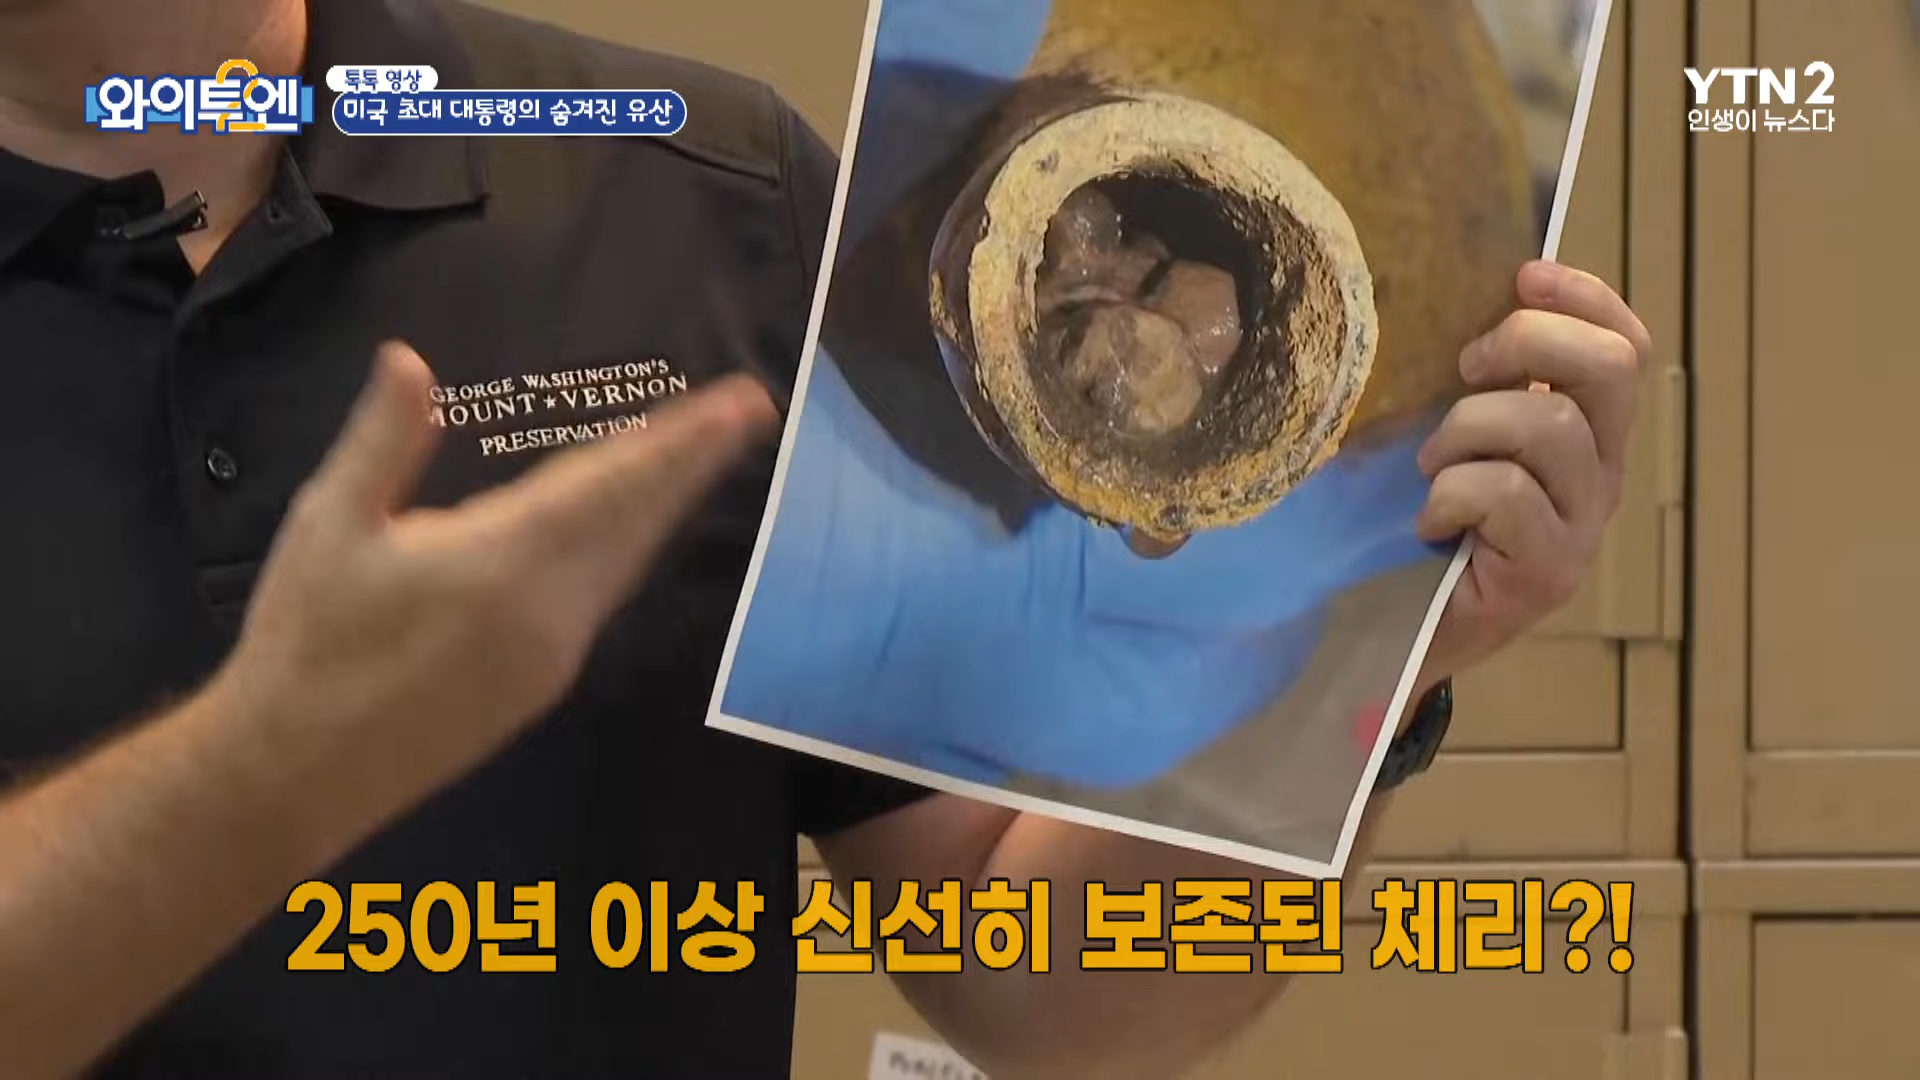 와이투엔
톡톡 영상
미국 초대 대통령의 숨겨진 유산
YTN2
인생이 뉴스다
GEORGE WASHINGTON'S
MOUNT★VERNON
PRESERVATION
250년 이상 신선히 보존된 체리?!